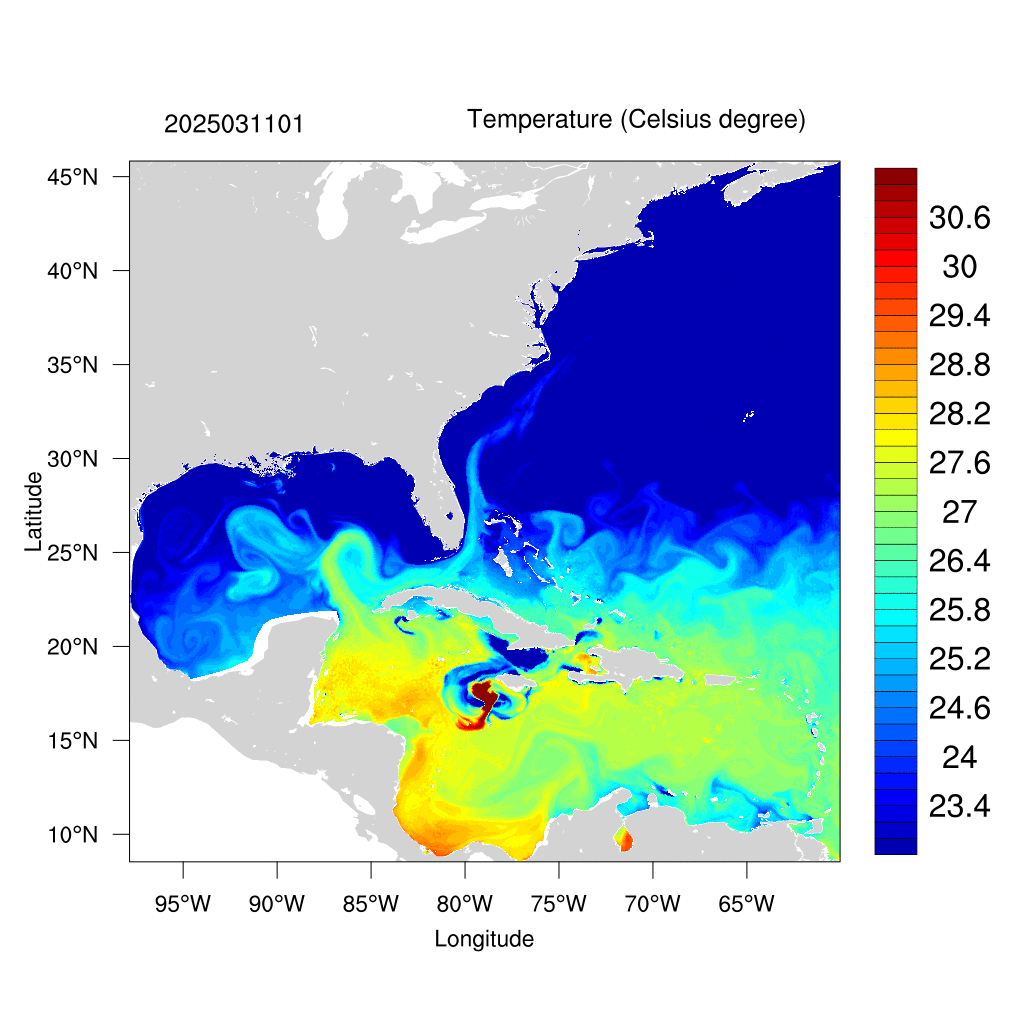 2025031101
Temperature (Celsius degree)
45°N
40°N
35°N
30°N
25°N
20°N
15°N
10°N
Latitude
95°W 90°W 85°W 80°W 75°W 70°W 65°W
Longitude
30.6
30
29.4
28.8
28.2
27.6
27
26.4
25.8
25.2
24.6
24
23.4